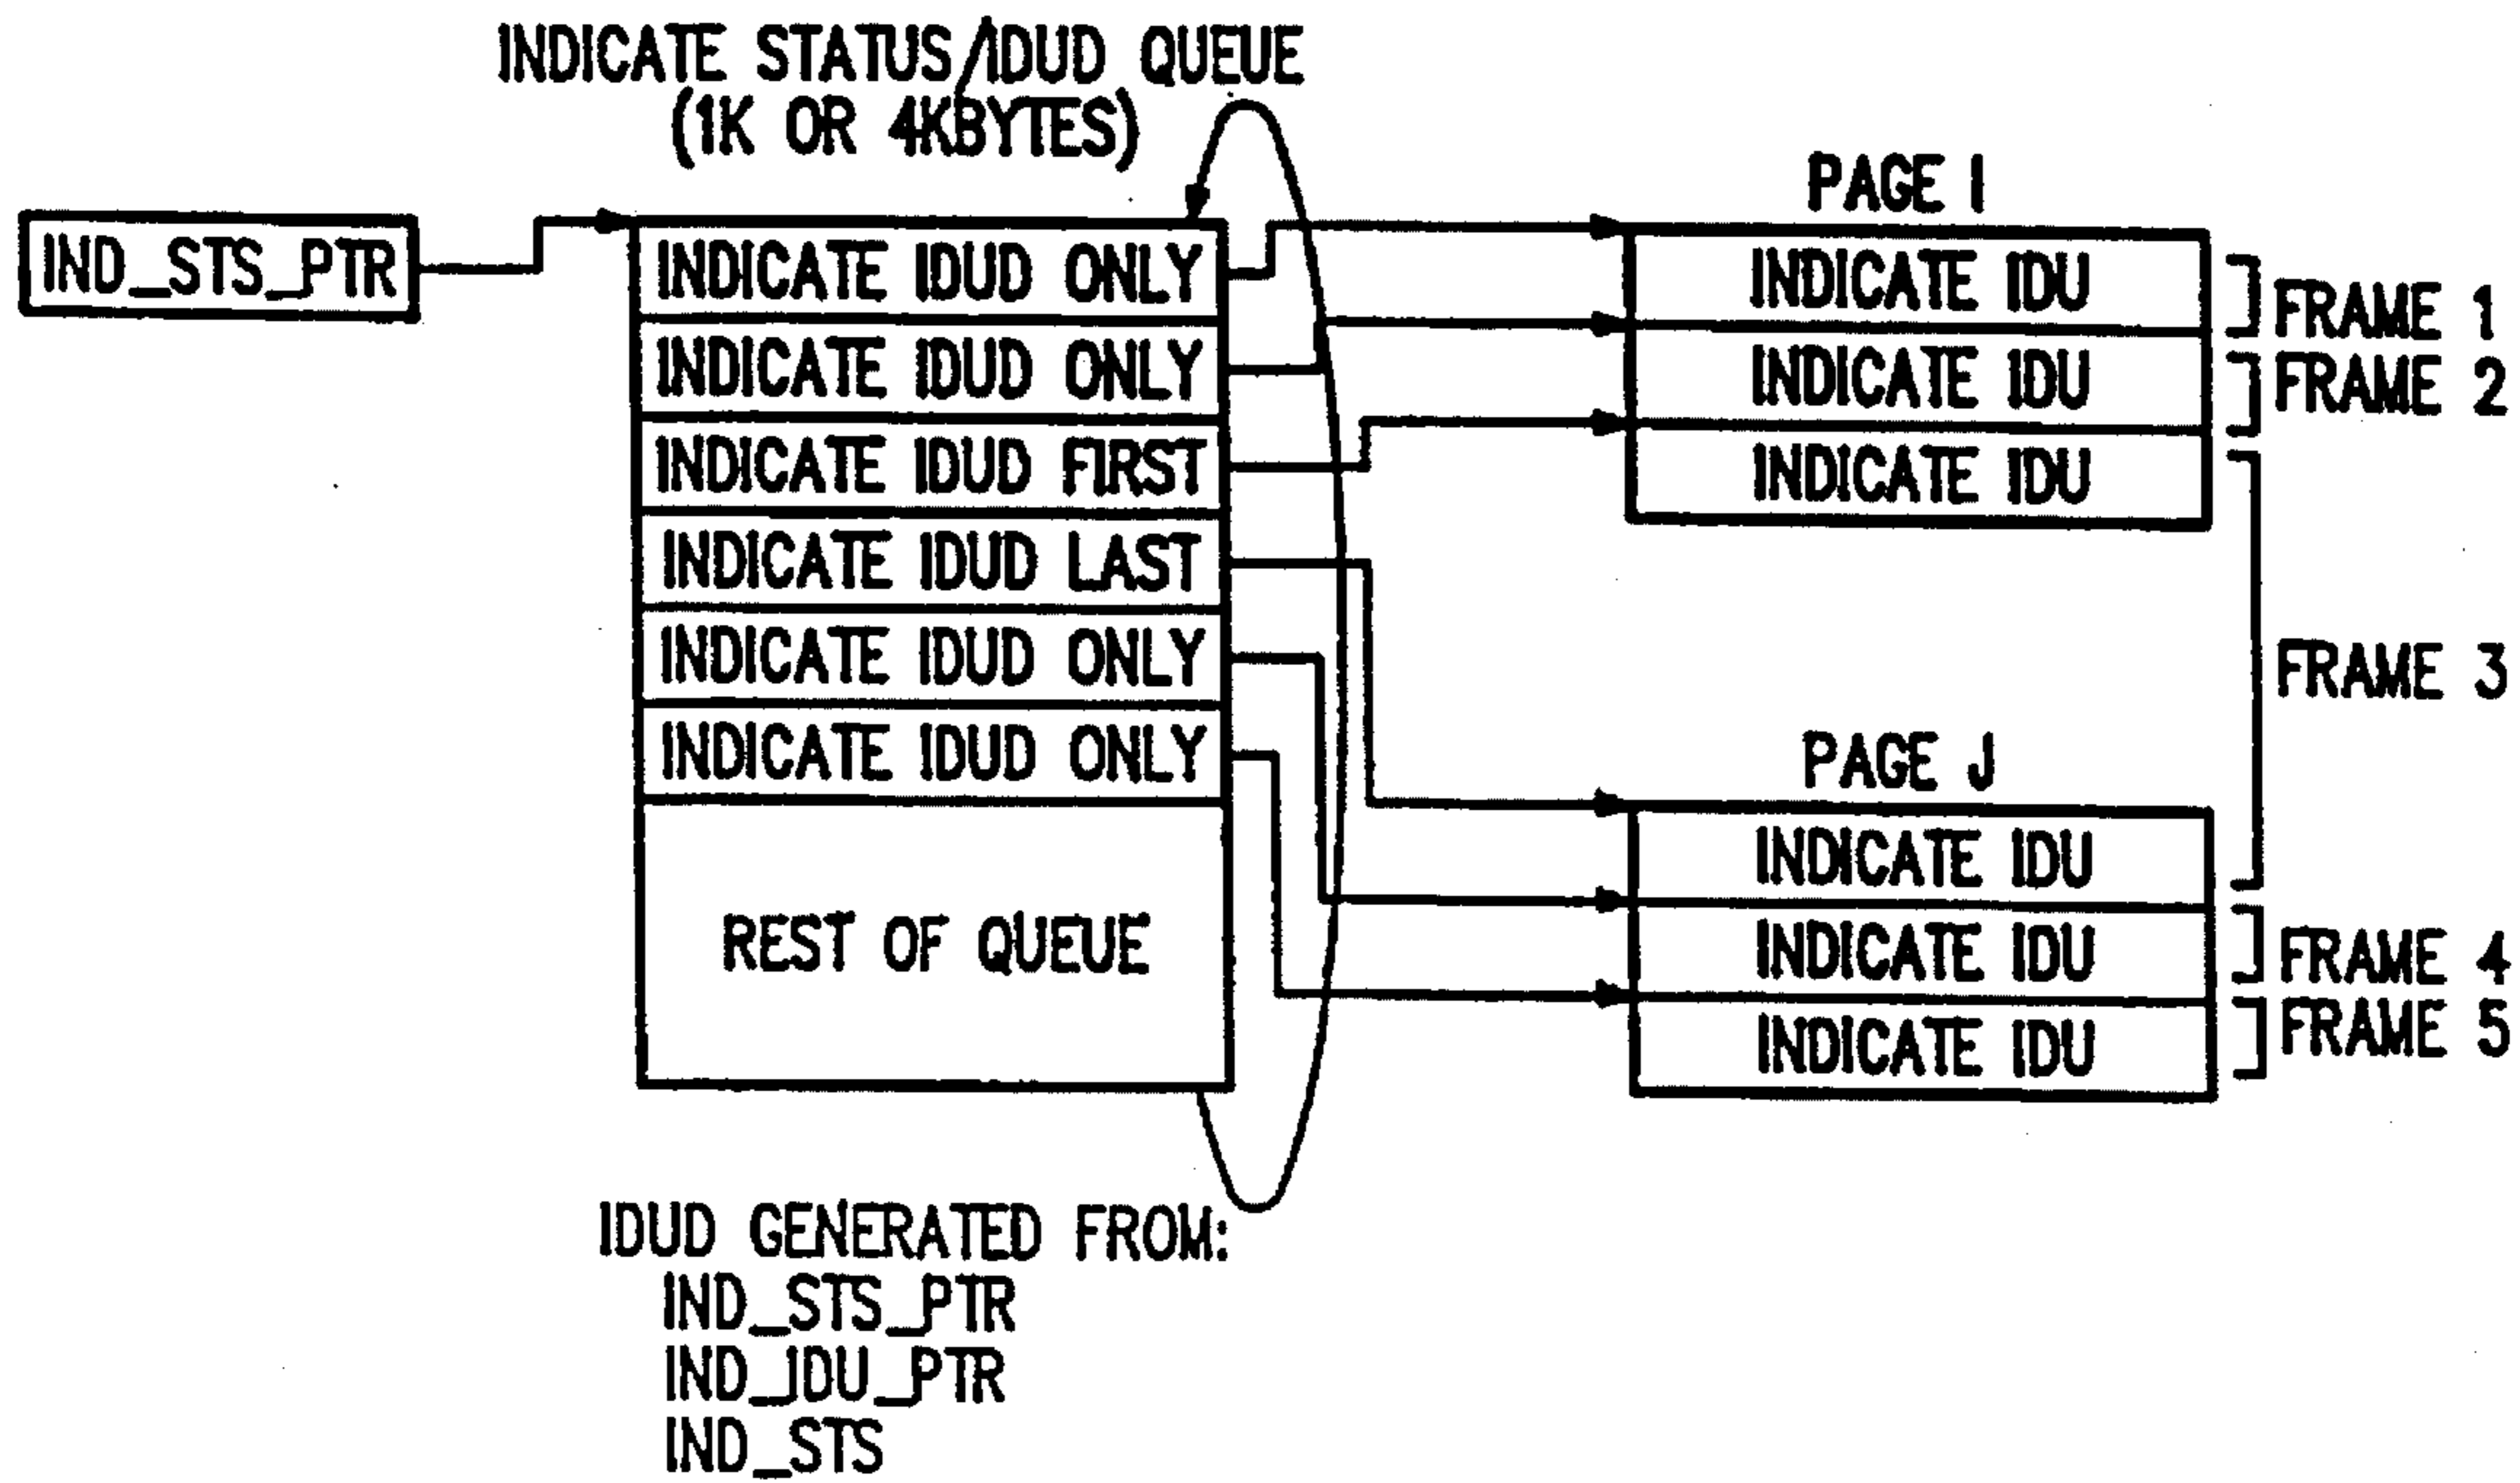 INDICATE STATUS/IDUD QUEUE
(1K OR 4KBYTES)
IND_STS_PTR
INDICATE IDUD ONLY
INDICATE IDUD ONLY
INDICATE IDUD FIRST
INDICATE IDUD LAST
INDICATE IDUD ONLY
INDICATE IDUD ONLY
REST OF QUEUE
PAGE I
INDICATE IDU
INDICATE IDU
INDICATE IDU
FRAME 1
FRAME 2
FRAME 3
PAGE J
INDICATE IDU
INDICATE IDU
INDICATE IDU
FRAME 4
FRAME 5
IDUD GENERATED FROM:
IND_STS_PTR
IND_IDU_PTR
IND_STS